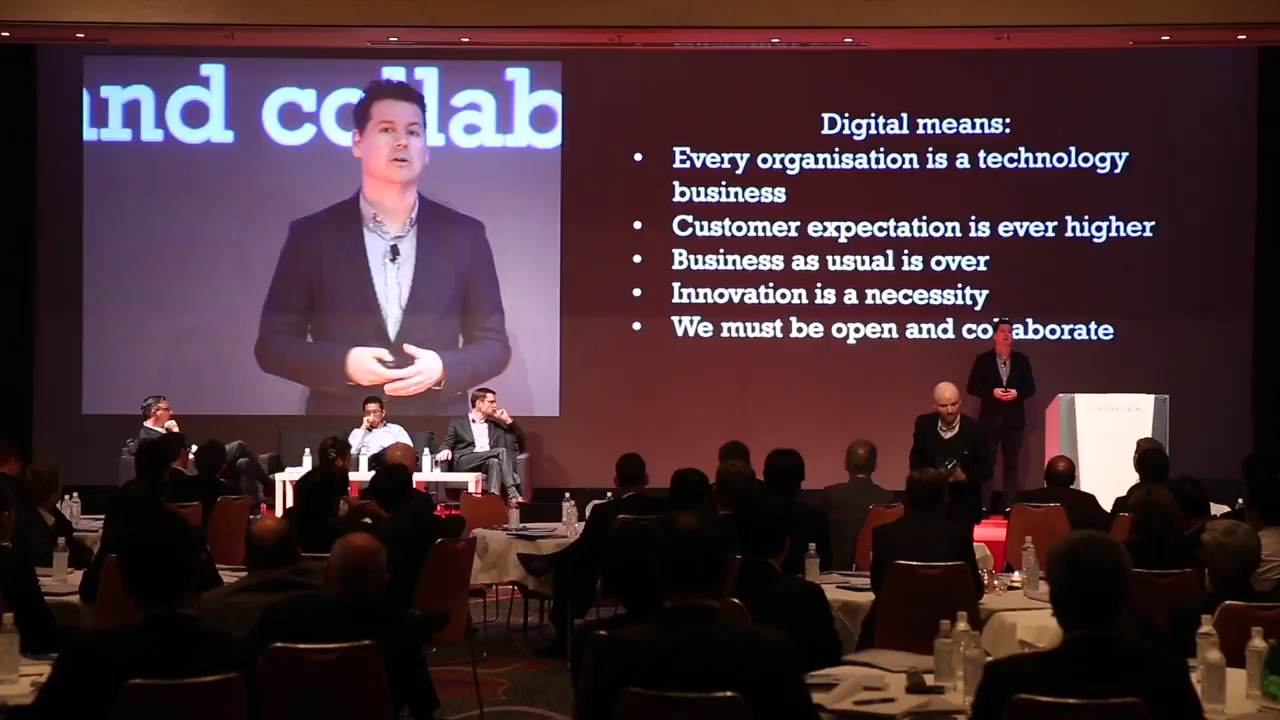 and collab
Digital means:
• Every organisation is a technology
business
• Customer expectation is ever higher
• Business as usual is over
• Innovation is a necessity
• We must be open and collaborate